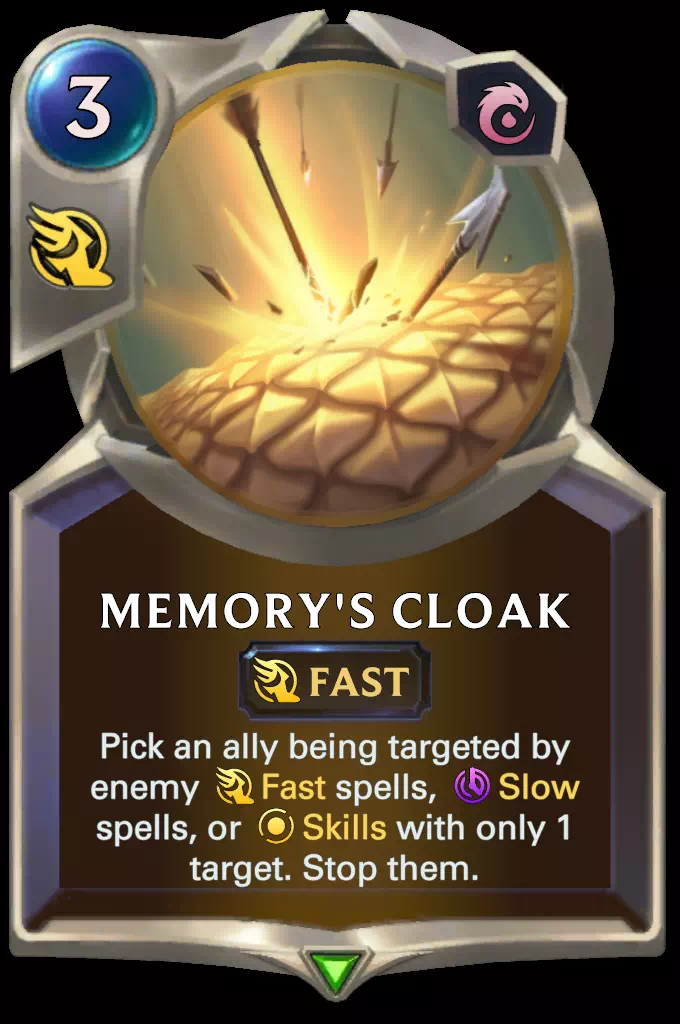 3
MEMORY'S CLOAK
FAST
Pick an ally being targeted by
enemy Fast spells, Slow
spells, or Skills with only 1
target. Stop them.